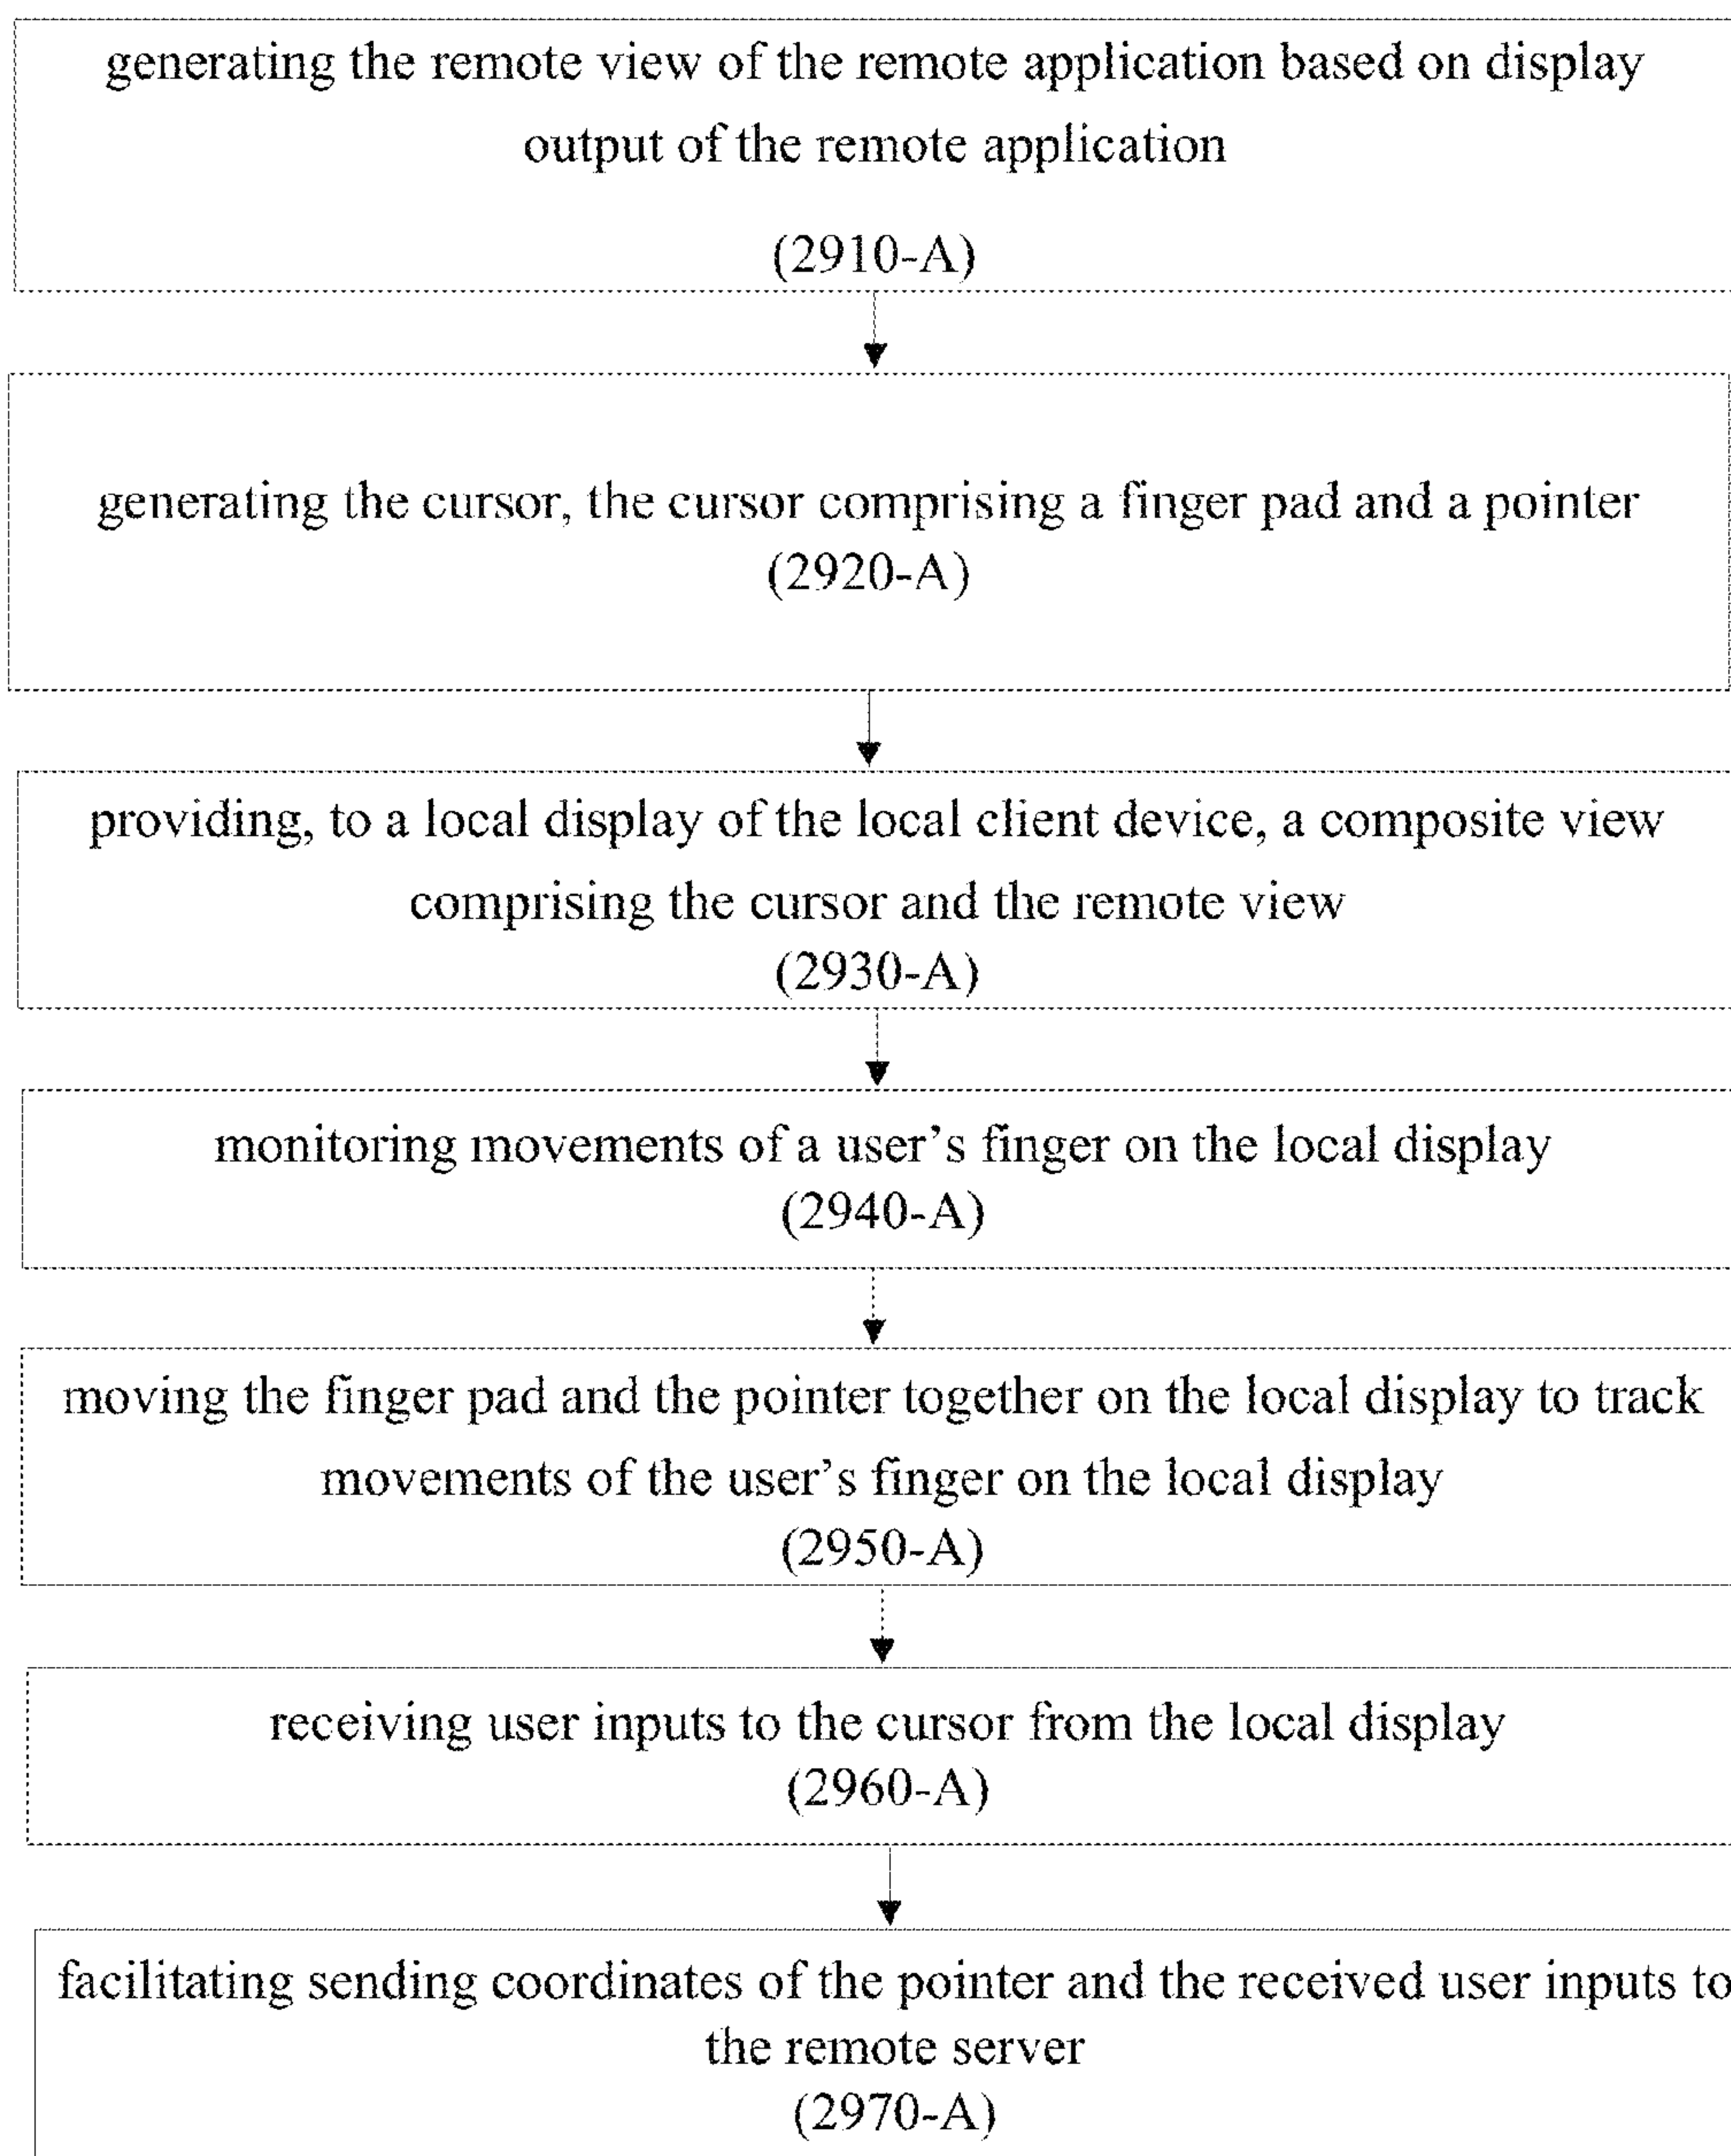 generating the remote view of the remote application based on display
output of the remote application
(2910-A)
generating the cursor, the cursor comprising a finger pad and a pointer
(2920-A)
providing, to a local display of the local client device, a composite view
comprising the cursor and the remote view
(2930-A)
monitoring movements of a user’s finger on the local display
(2940-A)
moving the finger pad and the pointer together on the local display to track
movements of the user’s finger on the local display
(2950-A)
receiving user inputs to the cursor from the local display
(2960-A)
facilitating sending coordinates of the pointer and the received user inputs to
the remote server
(2970-A)